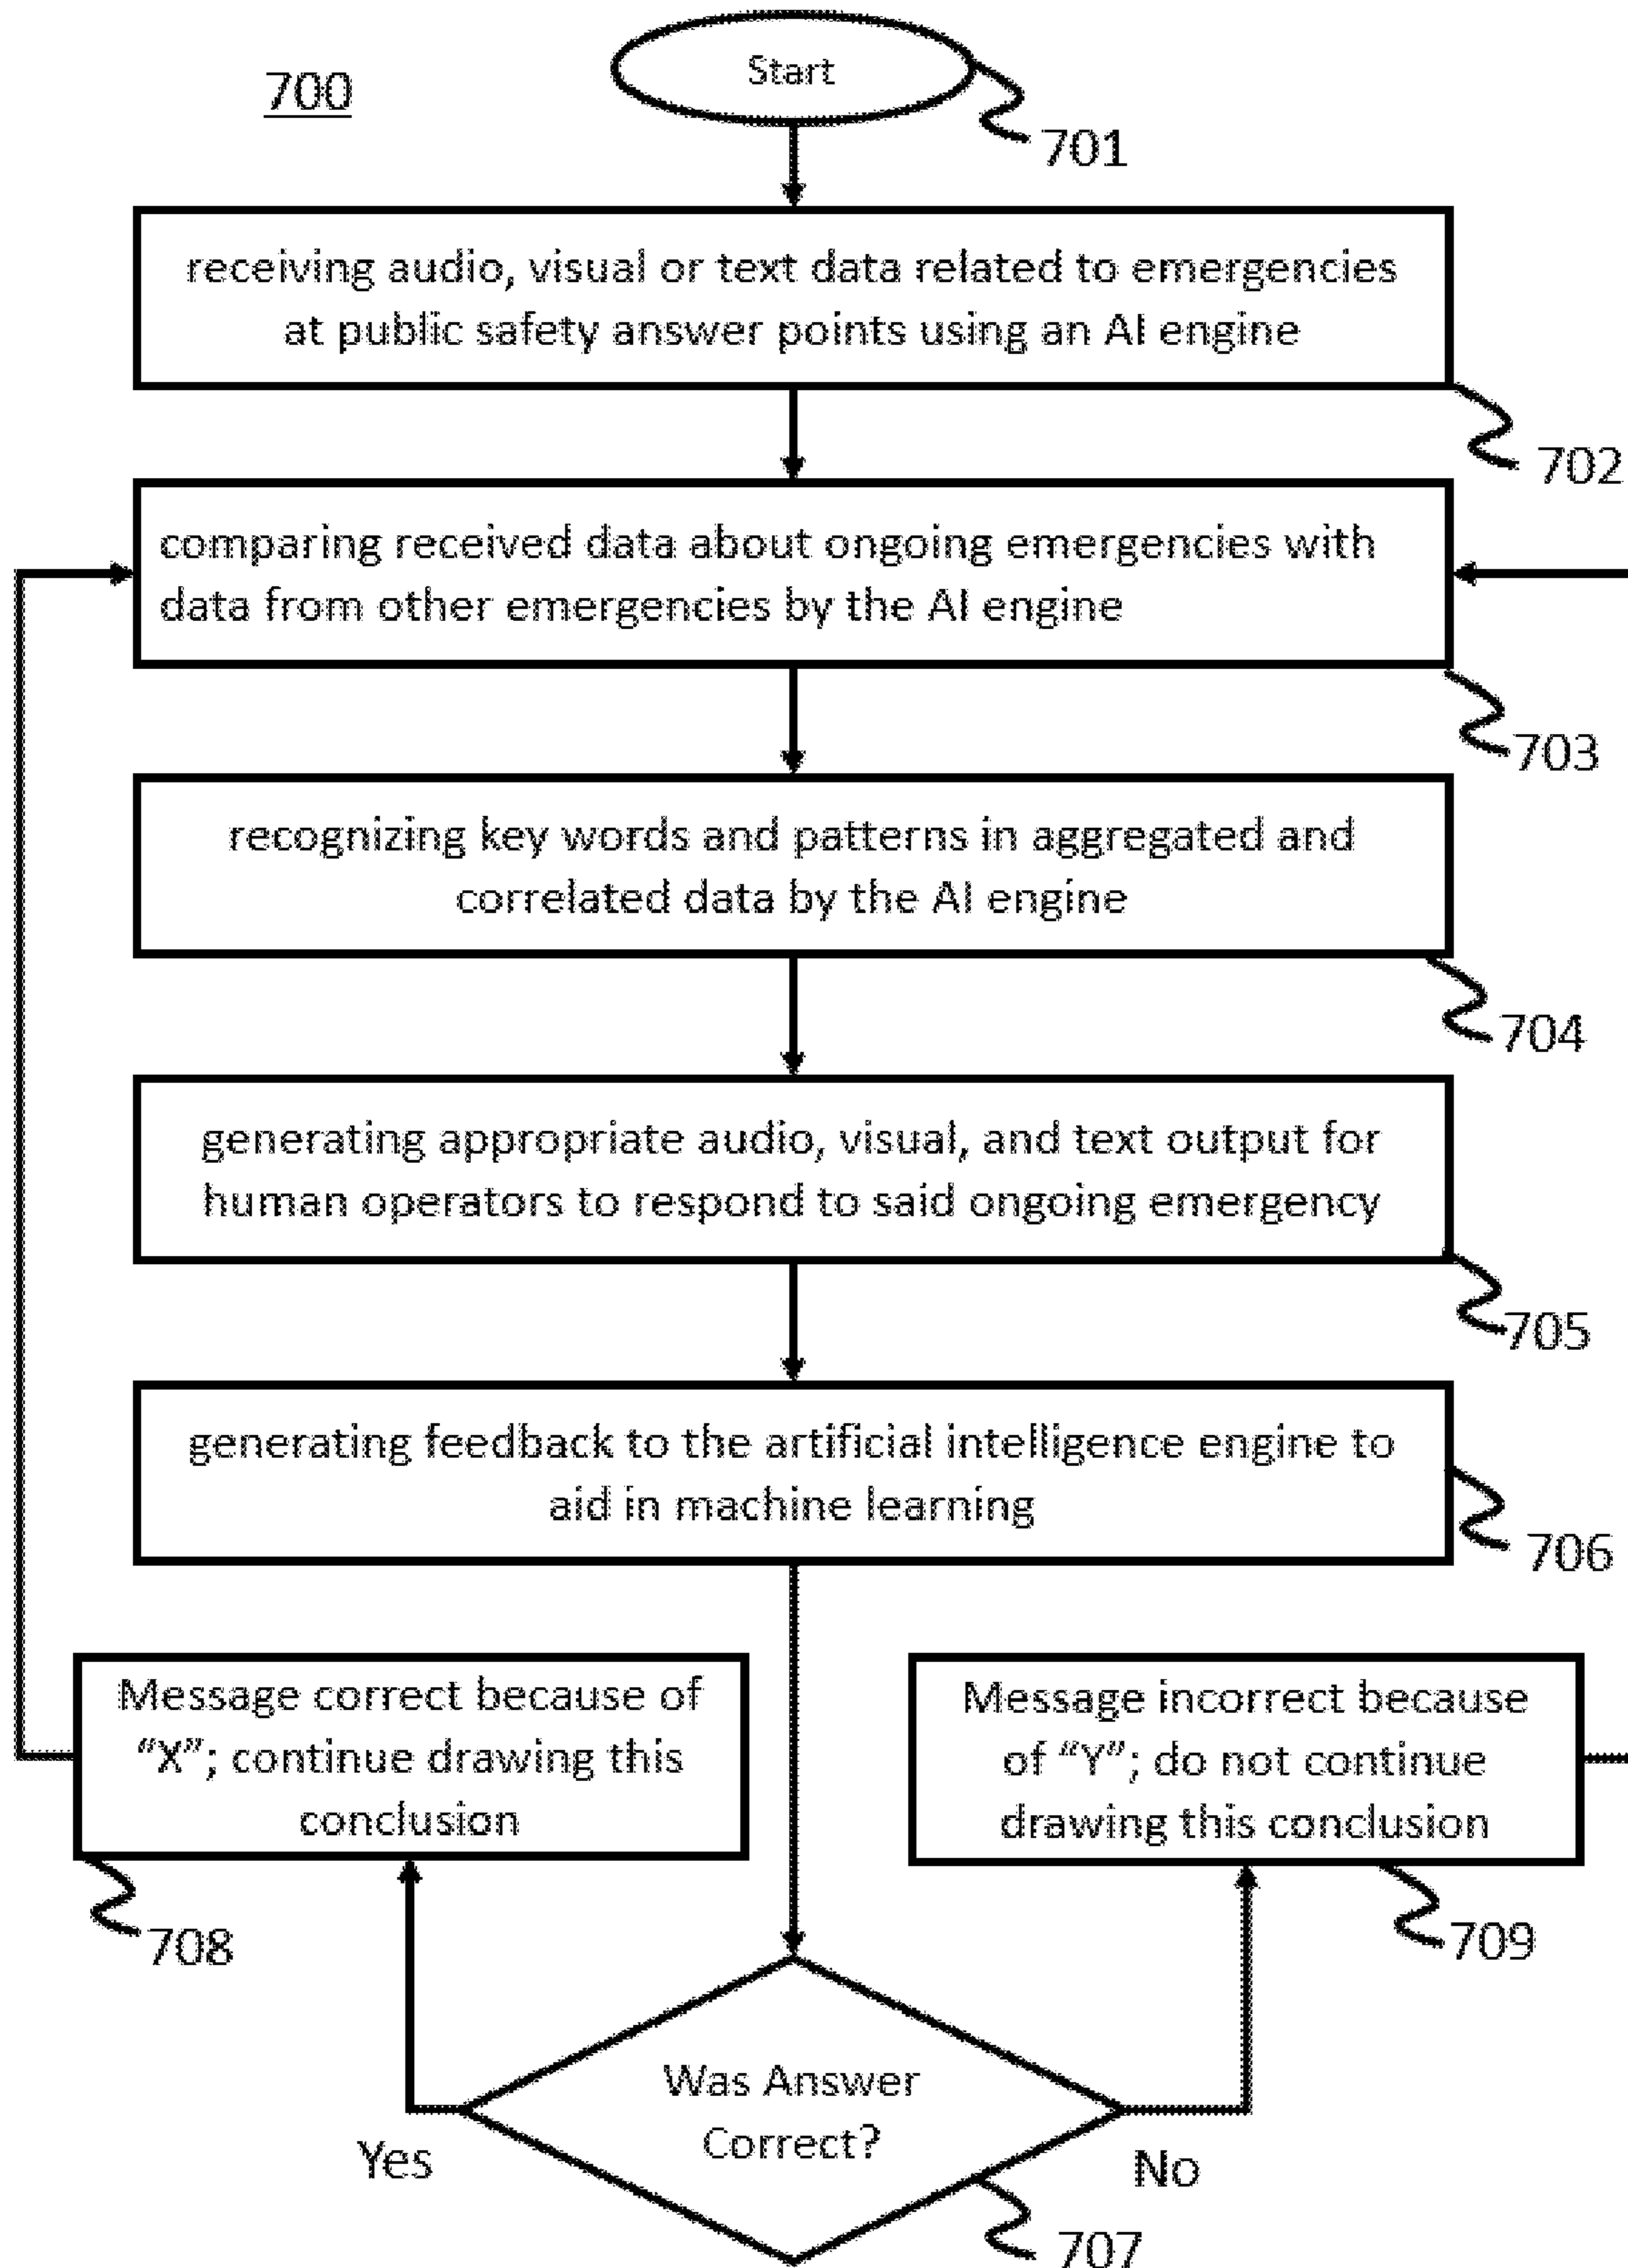 Start
700
701
receiving audio, visual or text data related to emergencies
at public safety answer points using an AI engine
702
comparing received data about ongoing emergencies with
data from other emergencies by the AI engine
703
recognizing key words and patterns in aggregated and
correlated data by the AI engine
704
generating appropriate audio, visual, and text output for
human operators to respond to said ongoing emergency
705
generating feedback to the artificial intelligence engine to
aid in machine learning
706
Message correct because of
“X”; continue drawing this
conclusion
708
Message incorrect because
of “Y”; do not continue
drawing this conclusion
709
Was Answer
Correct?
Yes
No
707